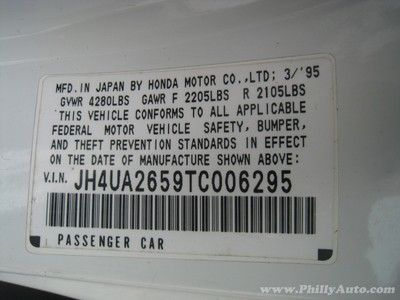 MFD. IN JAPAN BY HONDA MOTOR CO.,LTD; 3/'95
GVWR 4280LBS GAWR F 2205LBS R 2105LBS
THIS VEHICLE CONFORMS TO ALL APPLICABLE
FEDERAL MOTOR VEHICLE SAFETY, BUMPER,
AND THEFT PREVENTION STANDARDS IN EFFECT
ON THE DATE OF MANUFACTURE SHOWN ABOVE:
V.I.N. JH4UA2659TC006295
PASSENGER CAR
www.PhillyAuto.com